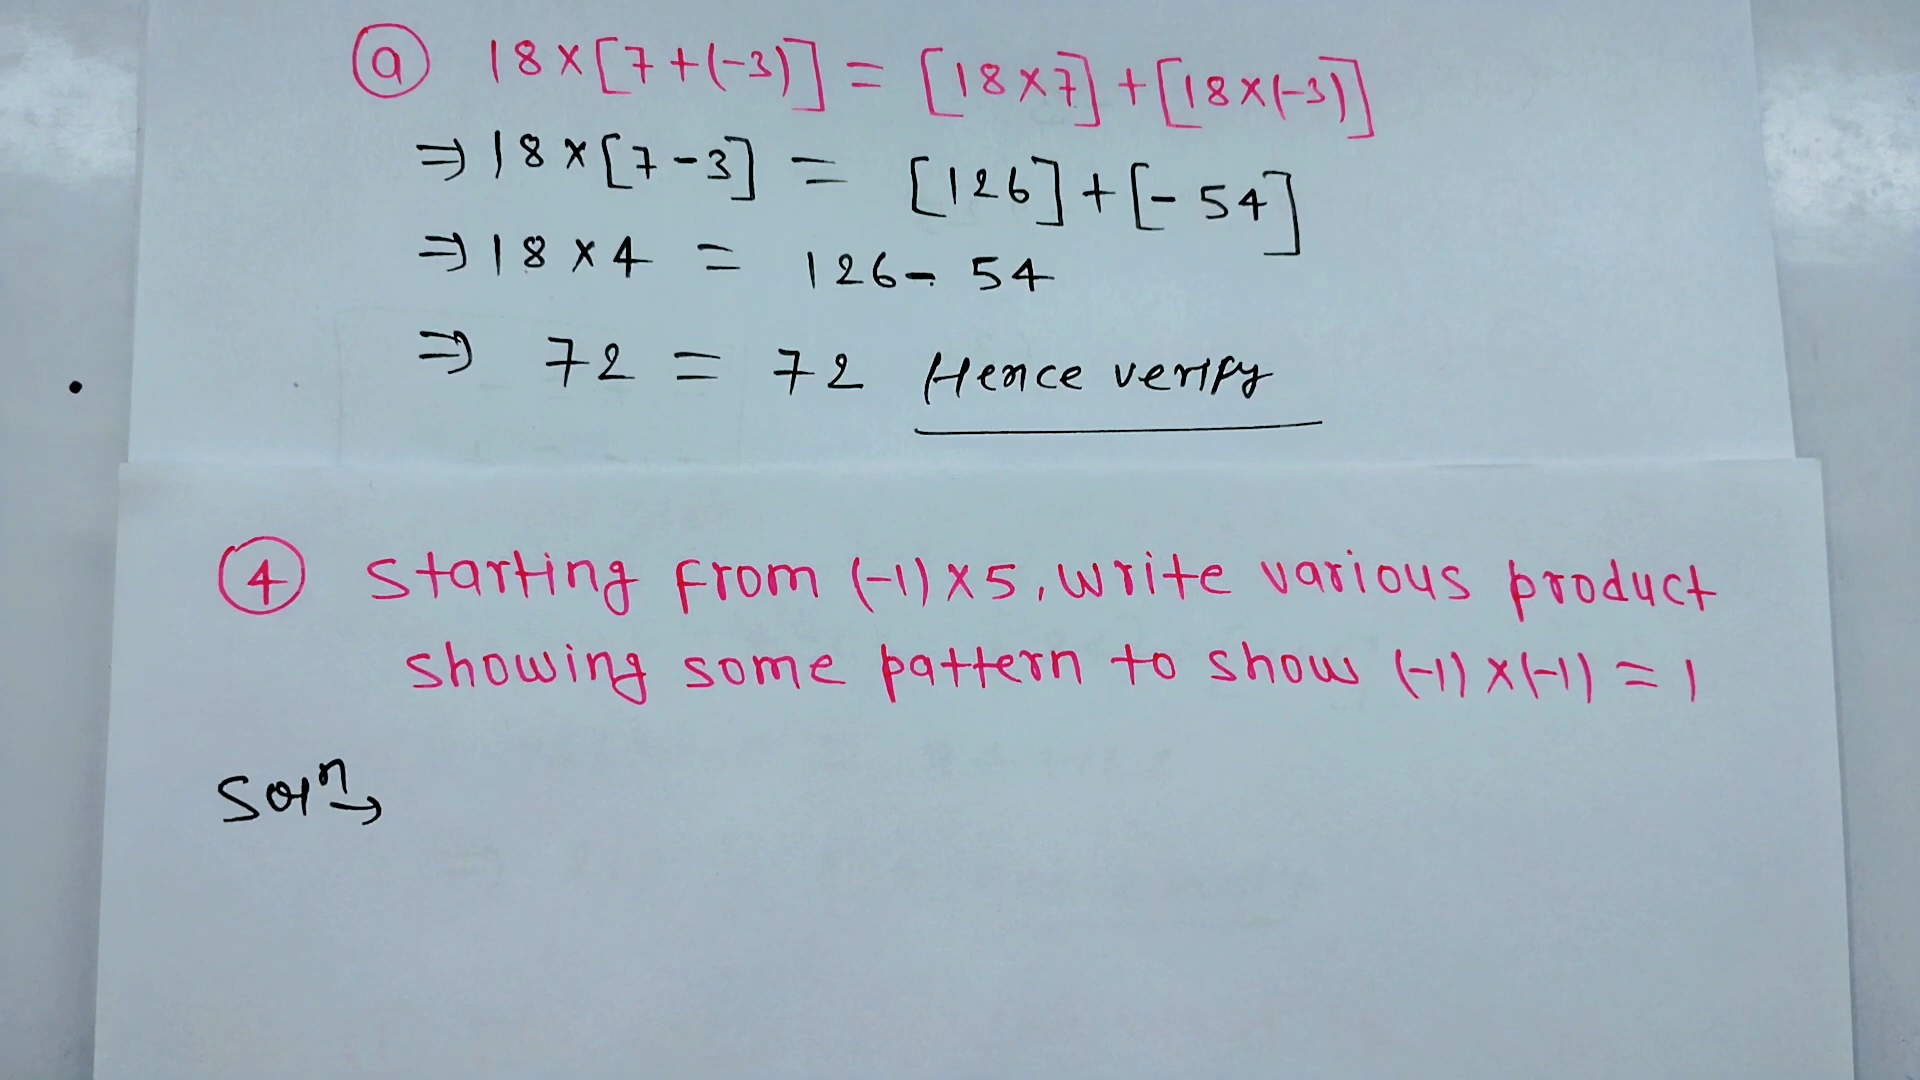 ⓐ 18×[7+(-3)] = [18×7]+[18×(-3)]
⇒ 18×[7-3] = [126]+[-54]
⇒ 18×4 = 126-54
⇒ 72 = 72 Hence verify
④ Starting from (-1)×5, write various product
showing some pattern to show (-1)×(-1) = 1
Solⁿ→